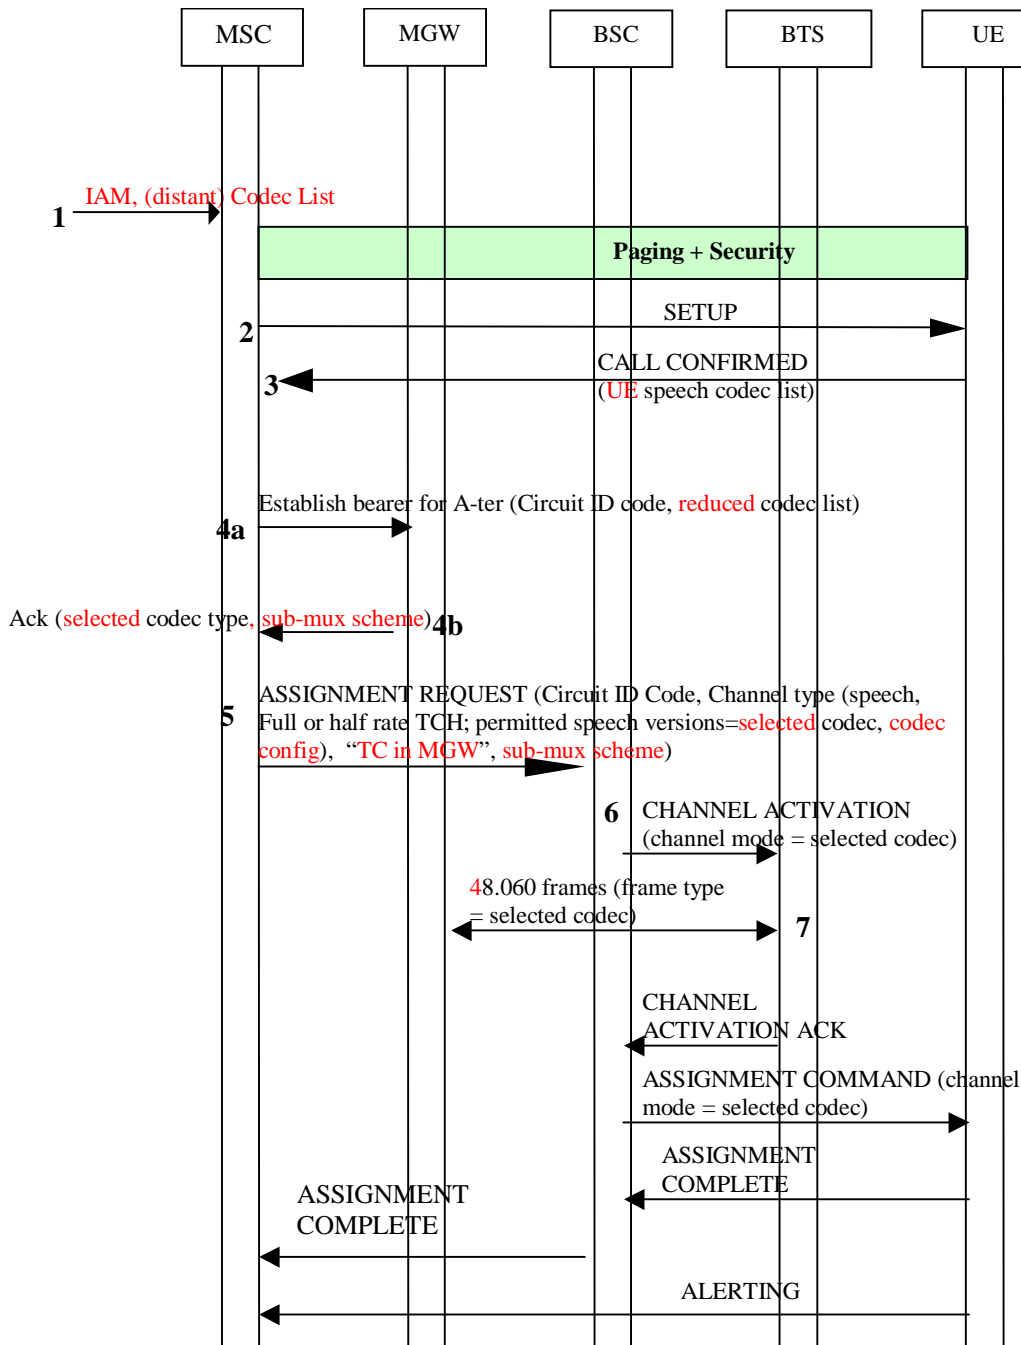 MSC
MGW
BSC
BTS
UE
IAM, (distant) Codec List
1
Paging + Security
SETUP
2
CALL CONFIRMED
3
(UE speech codec list)
Establish bearer for A-ter (Circuit ID code, reduced codec list)
4a
Ack (selected codec type, sub-mux scheme)
4b
ASSIGNMENT REQUEST (Circuit ID Code, Channel type (speech,
5
Full or half rate TCH; permitted speech versions=selected codec, codec
config), “TC in MGW”, sub-mux scheme)
6
CHANNEL ACTIVATION
(channel mode = selected codec)
48.060 frames (frame type
= selected codec)
7
CHANNEL
ACTIVATION ACK
ASSIGNMENT COMMAND (channel
mode = selected codec)
ASSIGNMENT
COMPLETE
ASSIGNMENT
COMPLETE
ALERTING